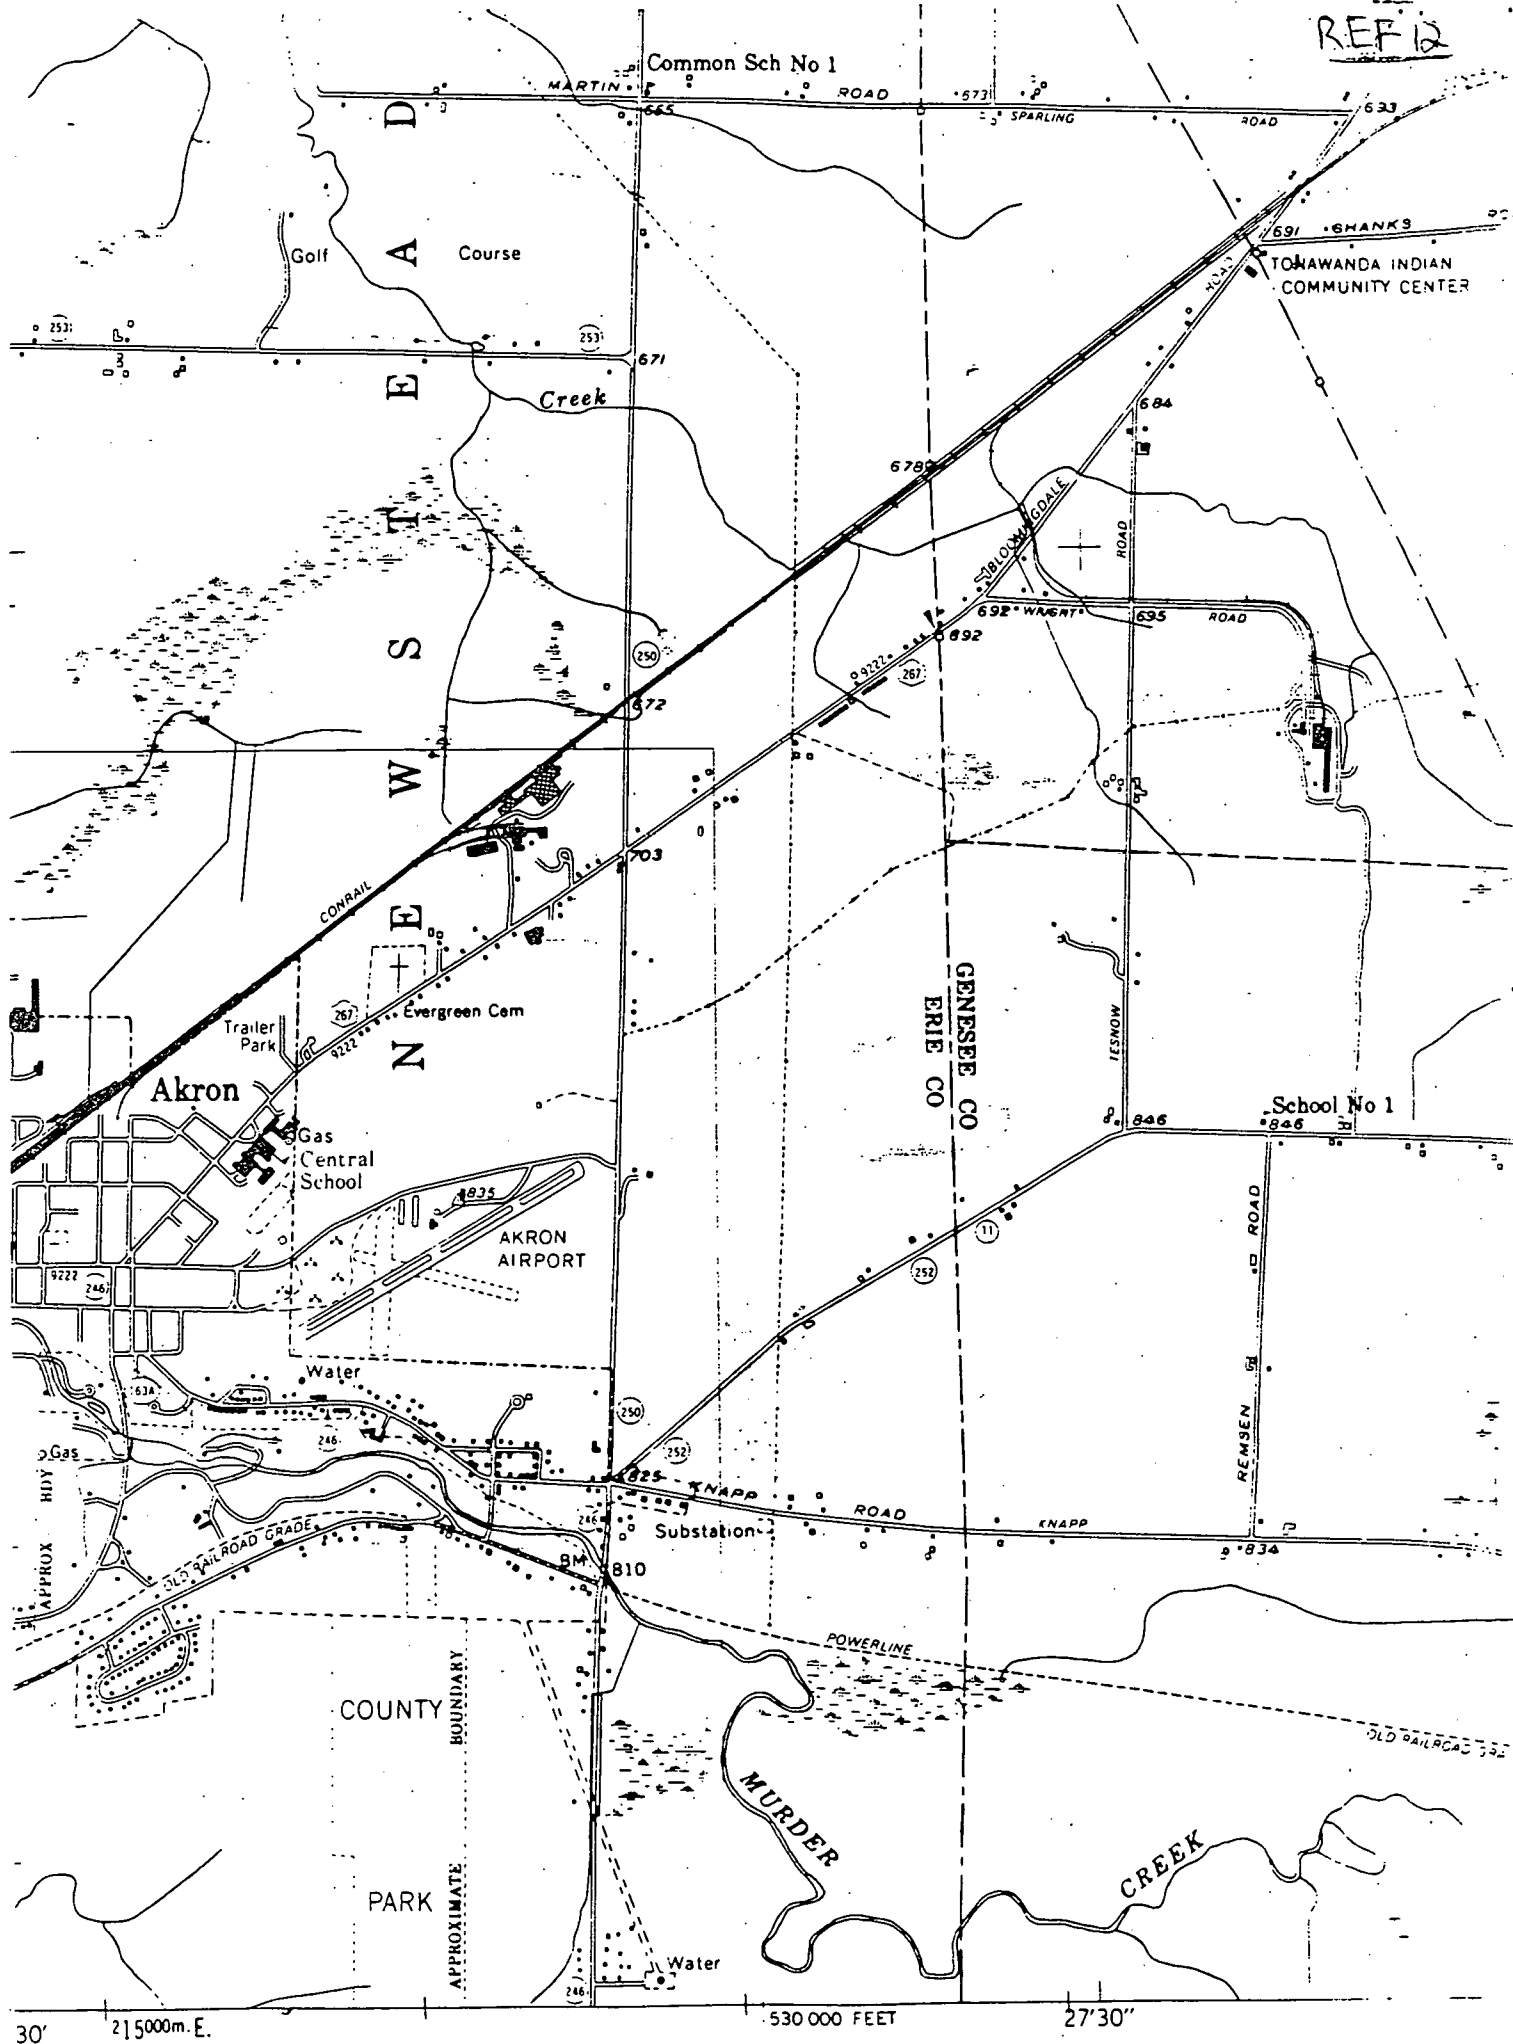 REF 12
Common Sch No 1
MARTIN ROAD
673
665
SPARLING ROAD
693
D
A
E
T
S
W
E
N
Golf Course
691
SHANKS
TONAWANDA INDIAN
COMMUNITY CENTER
ROAD
253
253
671
Creek
684
678
BLOOMINGDALE
ROAD
692
WRIGHT
695
ROAD
692
250
9222
267
672
703
CONRAIL
Evergreen Cem
267
9222
Trailer
Park
GENESEE CO
ERIE CO
Akron
School No 1
846
846
Gas
Central
School
835
AKRON
AIRPORT
ROAD
11
252
9222
246
Water
63A
250
246
252
REMSEN
Gas
825
KNAPP ROAD
KNAPP
BDY
APPROX
246
Substation
834
OLD RAILROAD GRADE
BM
810
POWERLINE
COUNTY
BOUNDARY
OLD RAILROAD
MURDER
CREEK
PARK
APPROXIMATE
Water
246
30'
215000m. E.
530 000 FEET
27'30"